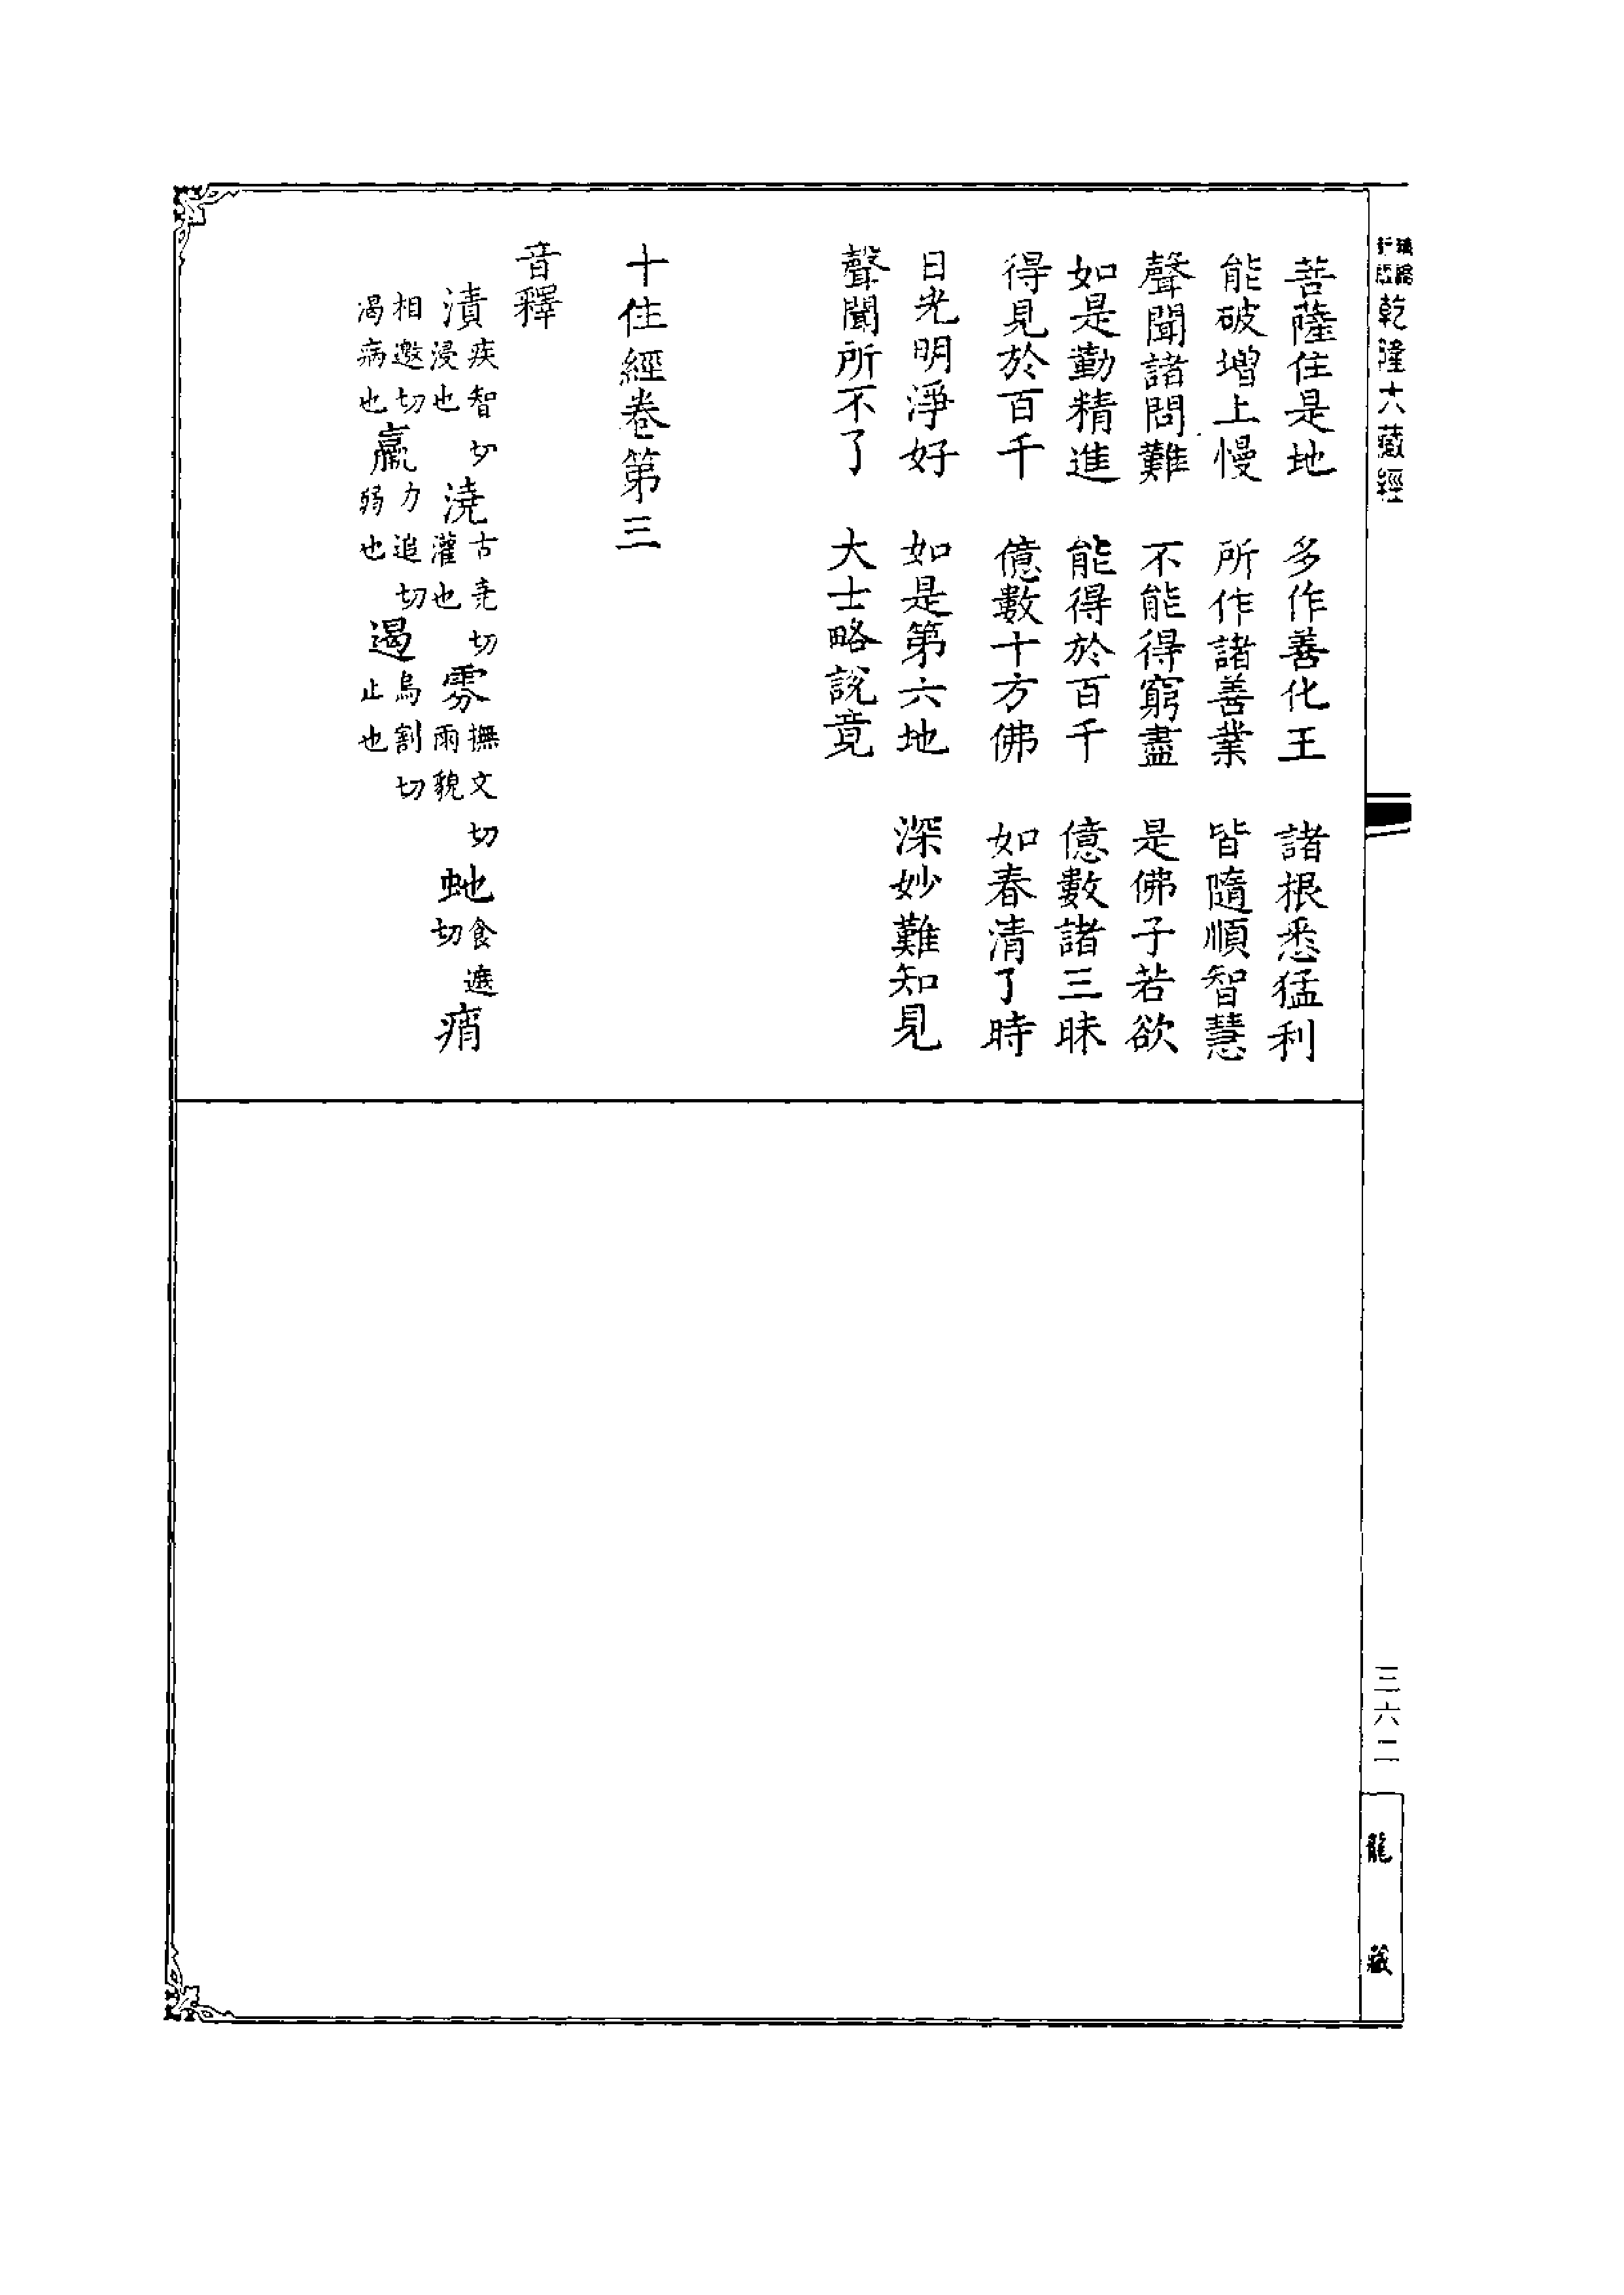 乾隆大藏經
菩薩住是地　多作善化王　諸根悉猛利
能破增上慢　所作諸善業　皆隨順智慧
聲聞諸問難　不能得窮盡　是佛子若欲
如是勤精進　能得於百千　億數諸三昧
得見於百千　億數十方佛　如春清了時
日光明淨好　如是第六地　深妙難知見
聲聞所不了　大士略說竟
十住經卷第三
音釋
漬疾智切浸也 澆古堯切灌也 雰撫文切雨貌 虵食遮切 痟
相邀切渴病也 羸力追切弱也 遏烏割切止也
三六二
龍藏